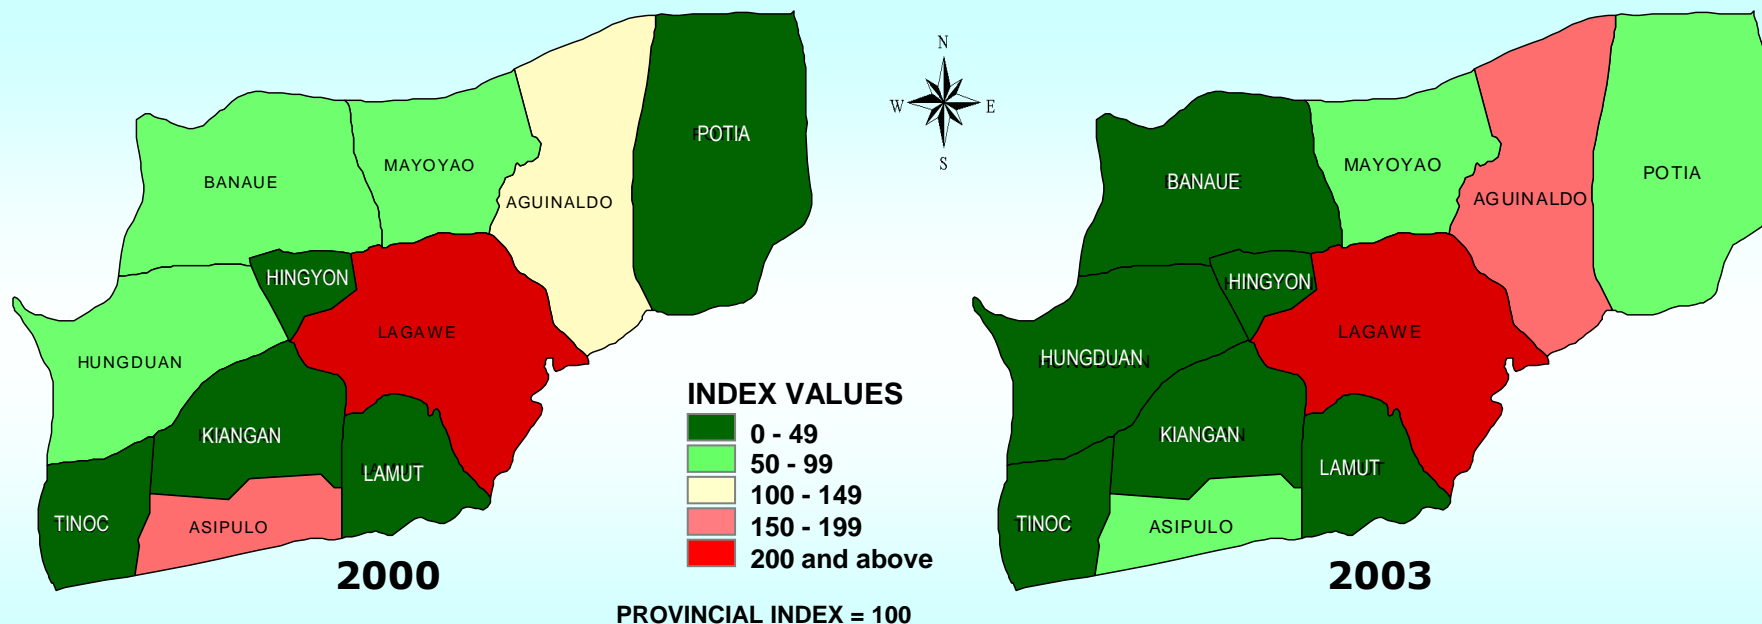 POTIA
MAYOYAO
BANAUE
AGUINALDO
HINGYON
LAGAWE
HUNGDUAN
KIANGAN
LAMUT
TINOC
ASIPULO
2000
N
W E
S
INDEX VALUES
0 - 49
50 - 99
100 - 149
150 - 199
200 and above
PROVINCIAL INDEX = 100
MAYOYAO
POTIA
BANAUE
AGUINALDO
HINGYON
LAGAWE
HUNGDUAN
KIANGAN
LAMUT
TINOC
ASIPULO
2003